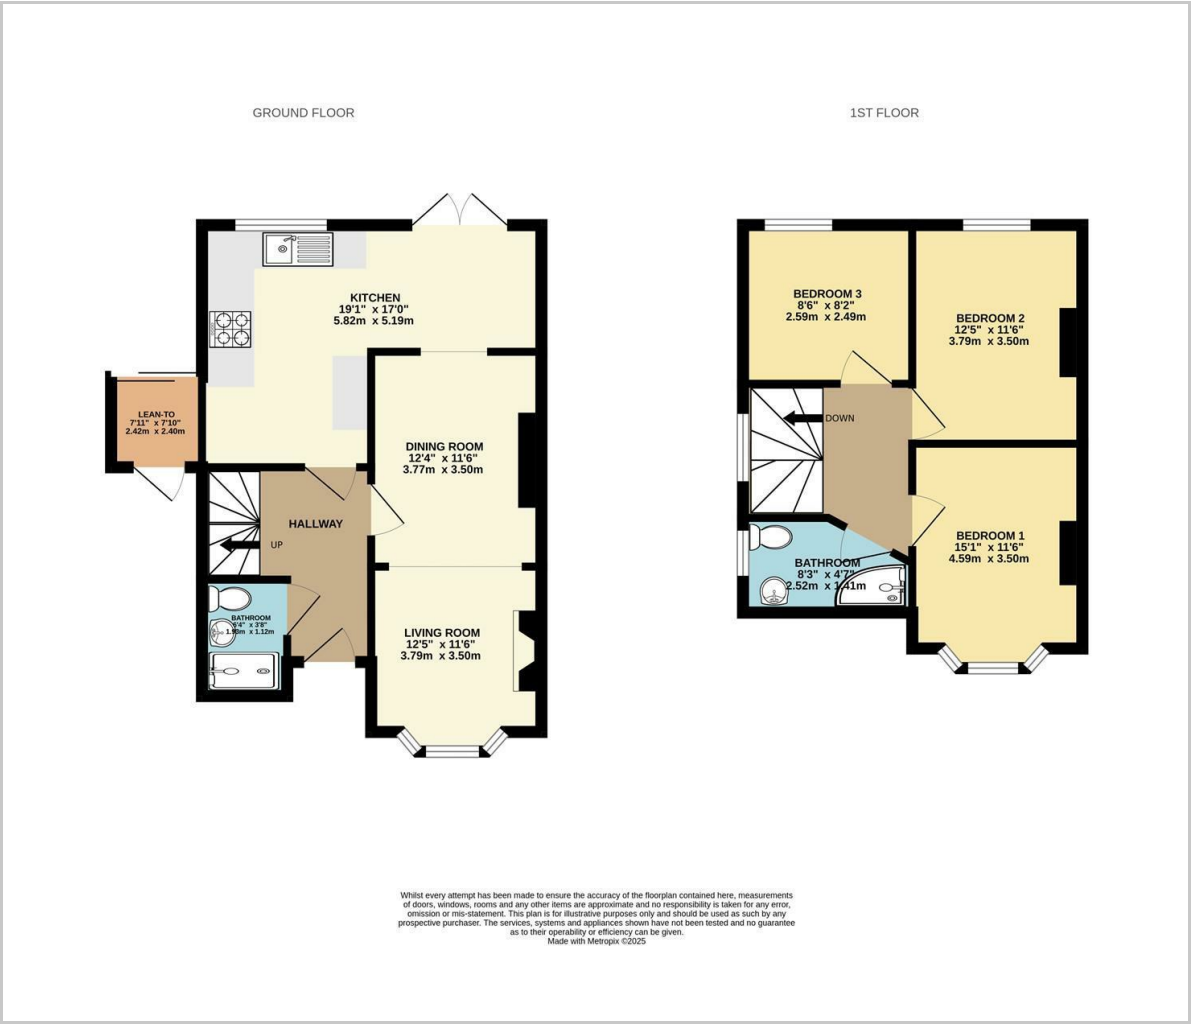 GROUND FLOOR
1ST FLOOR
KITCHEN
19'1" x 17'0"
5.82m x 5.19m
LEAN-TO
7'11" x 7'10"
2.42m x 2.40m
DINING ROOM
12'4" x 11'6"
3.77m x 3.50m
HALLWAY
UP
BATHROOM
x 3'8"
x 1.12m
LIVING ROOM
12'5" x 11'6"
3.79m x 3.50m
BEDROOM 3
8'6" x 8'2"
2.59m x 2.49m
BEDROOM 2
12'5" x 11'6"
3.79m x 3.50m
DOWN
BEDROOM 1
15'1" x 11'6"
4.59m x 3.50m
BATHROOM
8'3" x 4'7"
2.52m x 1.41m
Whilst every attempt has been made to ensure the accuracy of the floorplan contained here, measurements
of doors, windows, rooms and any other items are approximate and no responsibility is taken for any error,
omission or mis-statement. This plan is for illustrative purposes only and should be used as such by any
prospective purchaser. The services, systems and appliances shown have not been tested and no guarantee
as to their operability or efficiency can be given.
Made with Metropix ©2025